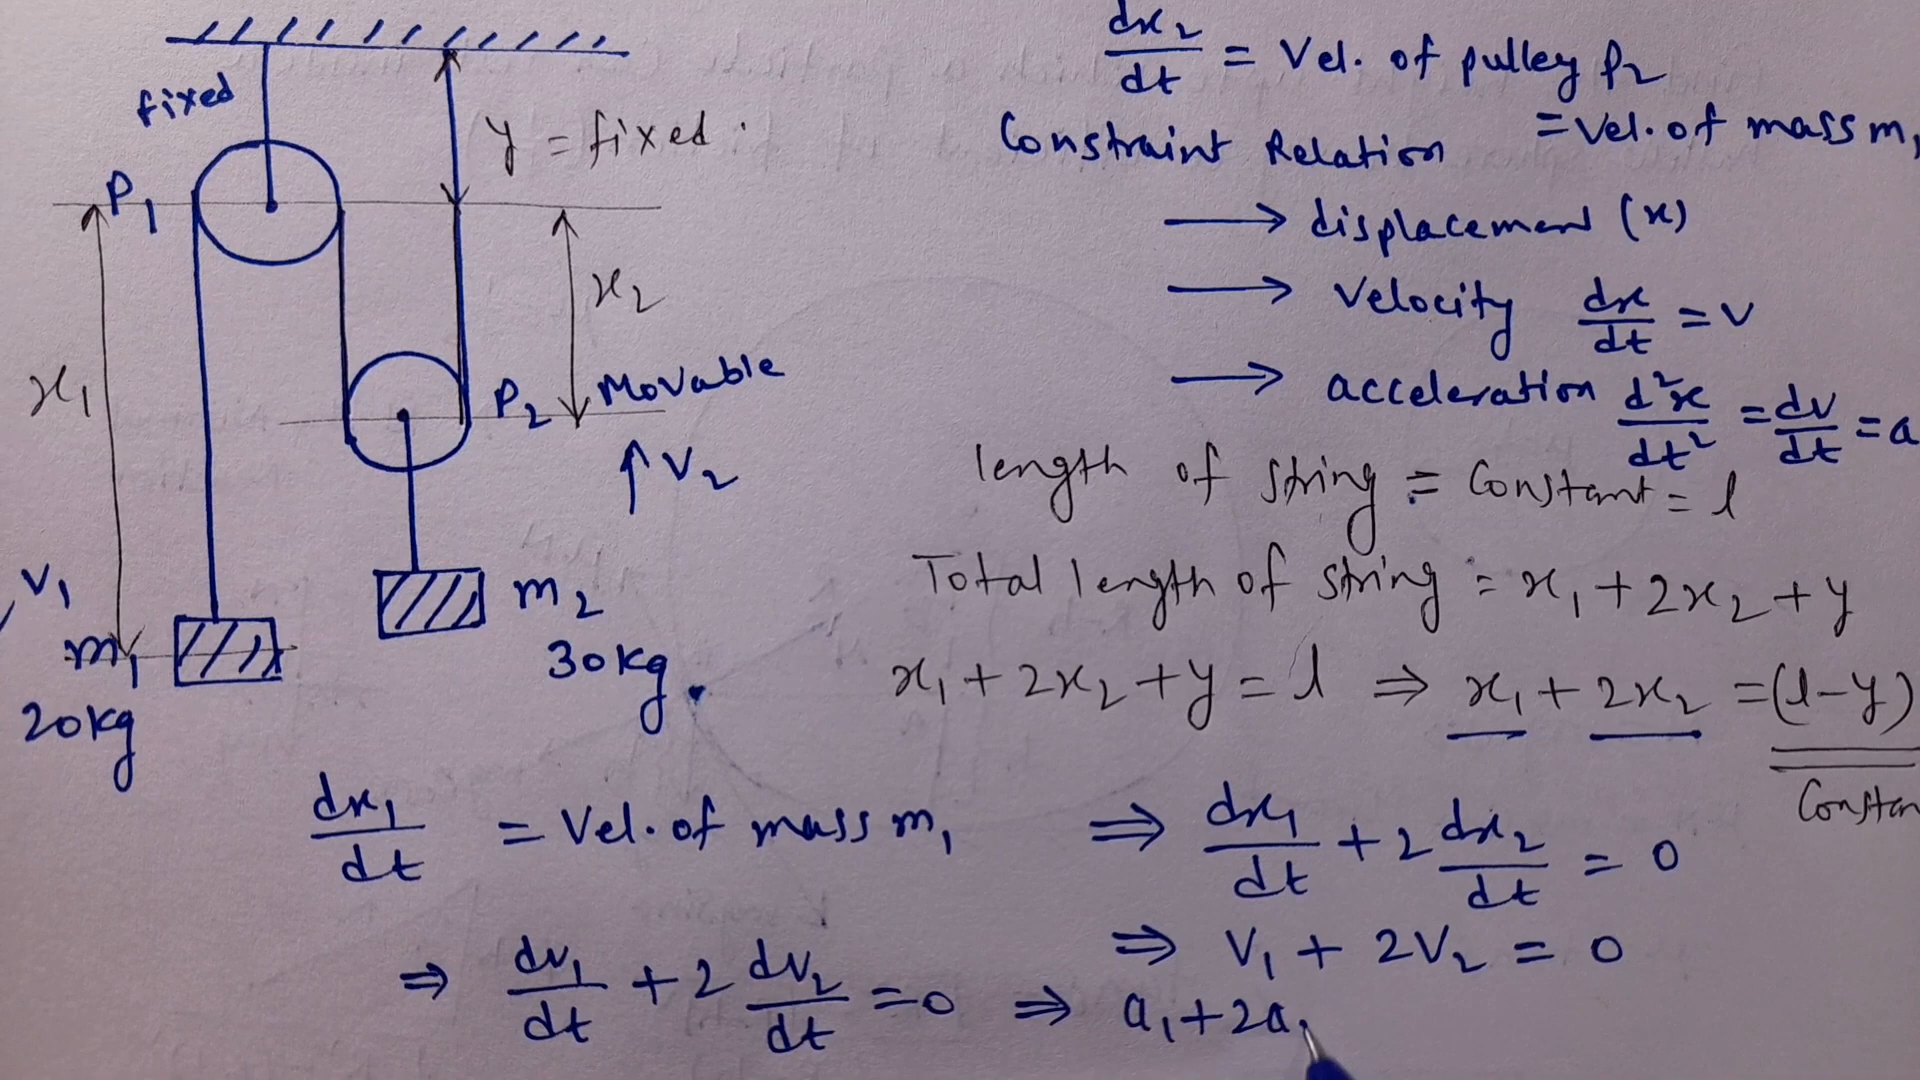 fixed
y = fixed
P₁
x₁
x₂
P₂ Movable
↑ V₂
V₁
m₁
20kg
m₂
30kg
dx₂/dt = Vel. of pulley P₂
= Vel. of mass m,
Constraint Relation
→ displacement (x)
→ Velocity dx/dt = v
→ acceleration d²x/dt² = dv/dt = a
length of string = Constant = l
Total length of string = x₁ + 2x₂ + y
x₁ + 2x₂ + y = l ⇒ x₁ + 2x₂ = (l-y)
Constan
dx₁/dt = Vel. of mass m₁
⇒ dx₁/dt + 2 dx₂/dt = 0
⇒ V₁ + 2V₂ = 0
⇒ dv₁/dt + 2 dv₂/dt = 0 ⇒ a₁ + 2a